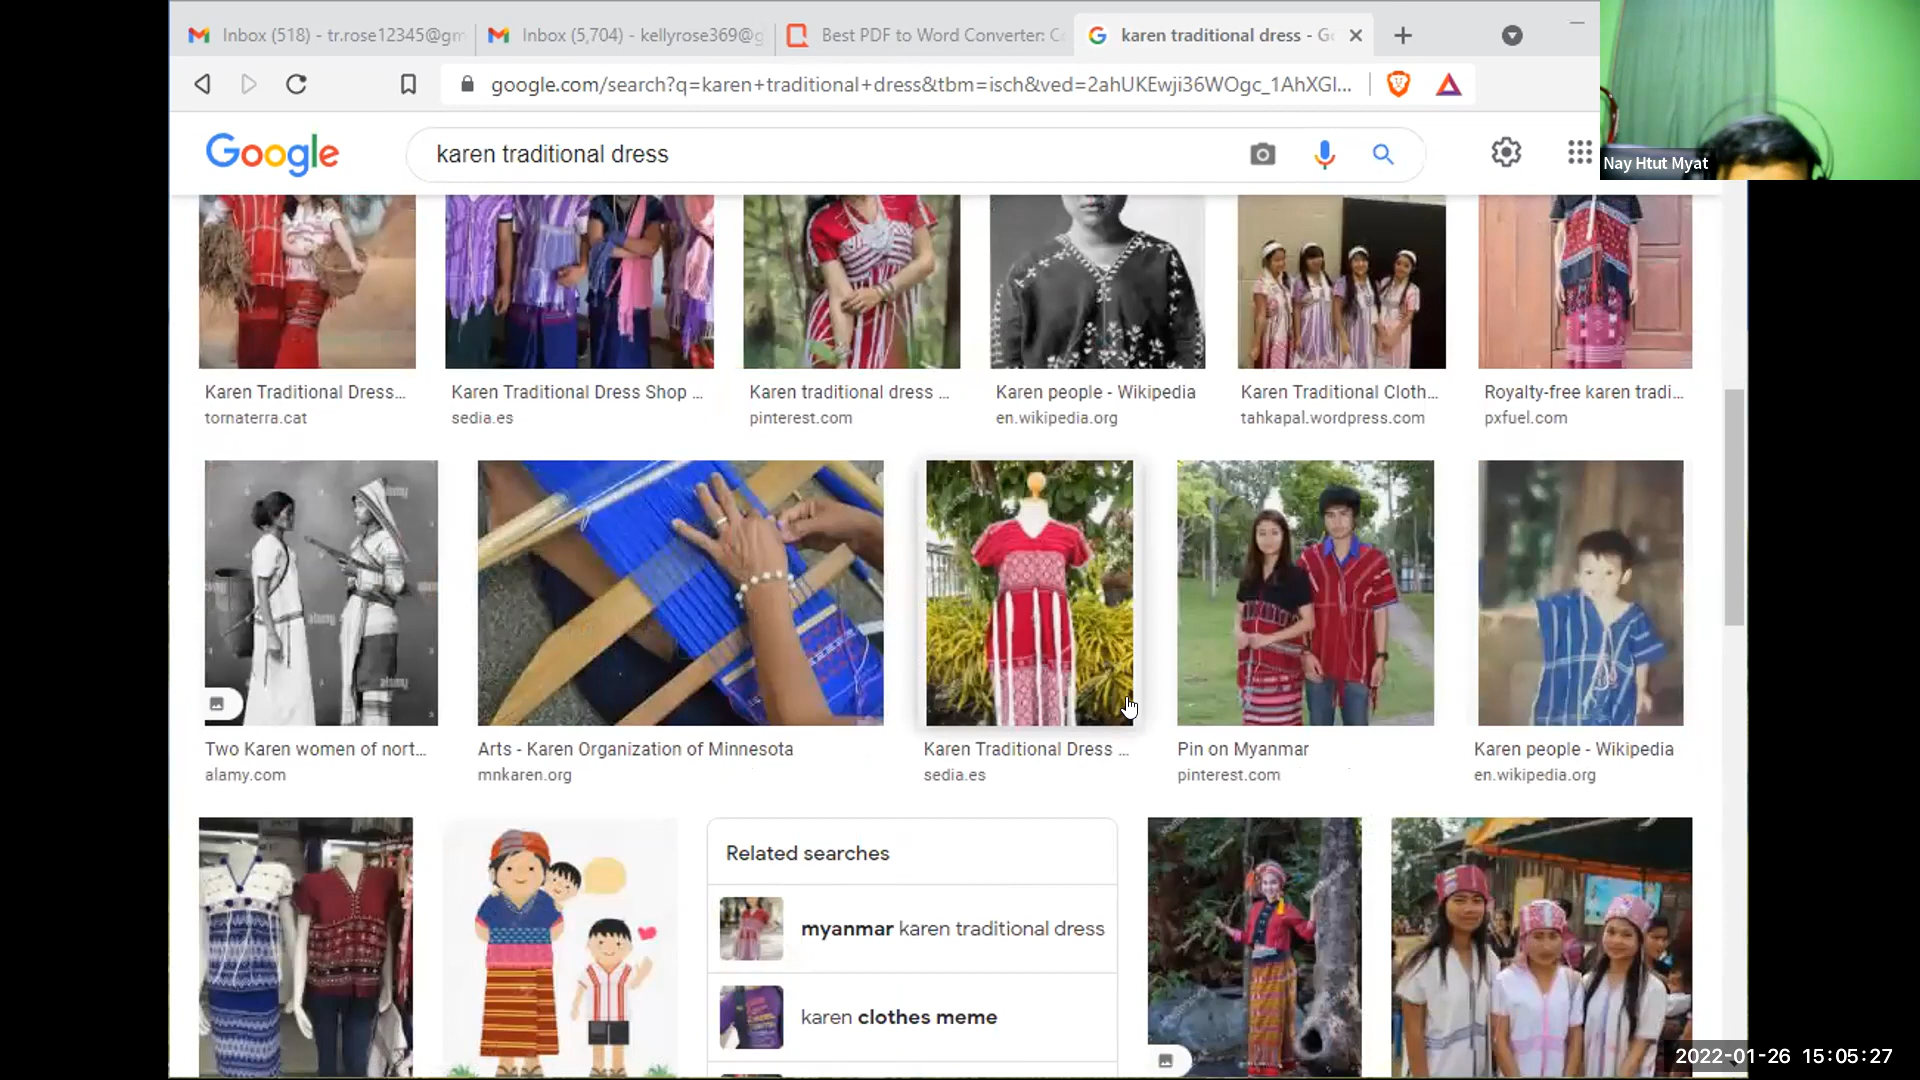 Inbox (518) - tr.rose12345@gm
Inbox (5,704) - kellyrose369@g
Best PDF to Word Converter: C
karen traditional dress - G
google.com/search?q=karen+traditional+dress&tbm=isch&ved=2ahUKEwji36WOgc_1AhXGI...
Google
karen traditional dress
Nay Htut Myat
Karen Traditional Dress...
Karen Traditional Dress Shop ...
Karen traditional dress ...
Karen people - Wikipedia
Karen Traditional Cloth...
Royalty-free karen tradi...
tornaterra.cat
sedia.es
pinterest.com
en.wikipedia.org
tahkapal.wordpress.com
pxfuel.com
alamy
alamy
alamy
Two Karen women of nort...
Arts - Karen Organization of Minnesota
Karen Traditional Dress ...
Pin on Myanmar
Karen people - Wikipedia
alamy.com
mnkaren.org
sedia.es
pinterest.com
en.wikipedia.org
Related searches
myanmar karen traditional dress
karen clothes meme
2022-01-26 15:05:27